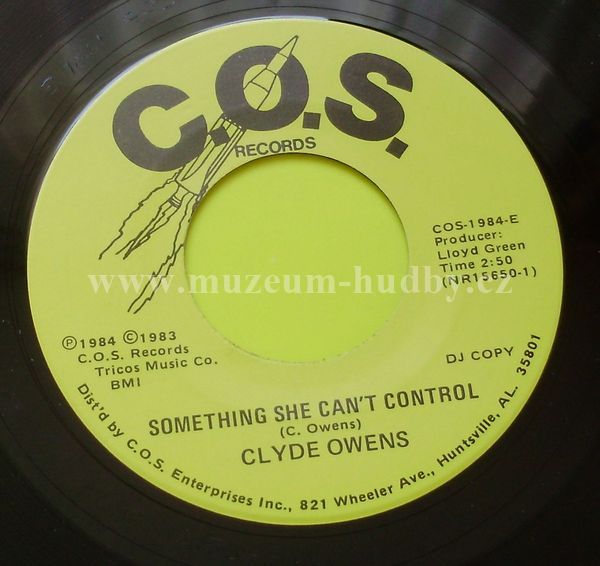 C.O.S.
RECORDS
COS-1984-E
Producer:
Lloyd Green
Time 2:50
(NR15650-1)
www.muzeum-hudby.cz
Ⓟ1984 ©1983
C.O.S. Records
Tricos Music Co.
BMI
DJ COPY
SOMETHING SHE CAN'T CONTROL
(C. Owens)
CLYDE OWENS
Dist'd by C.O.S. Enterprises Inc., 821 Wheeler Ave., Huntsville, AL. 35801